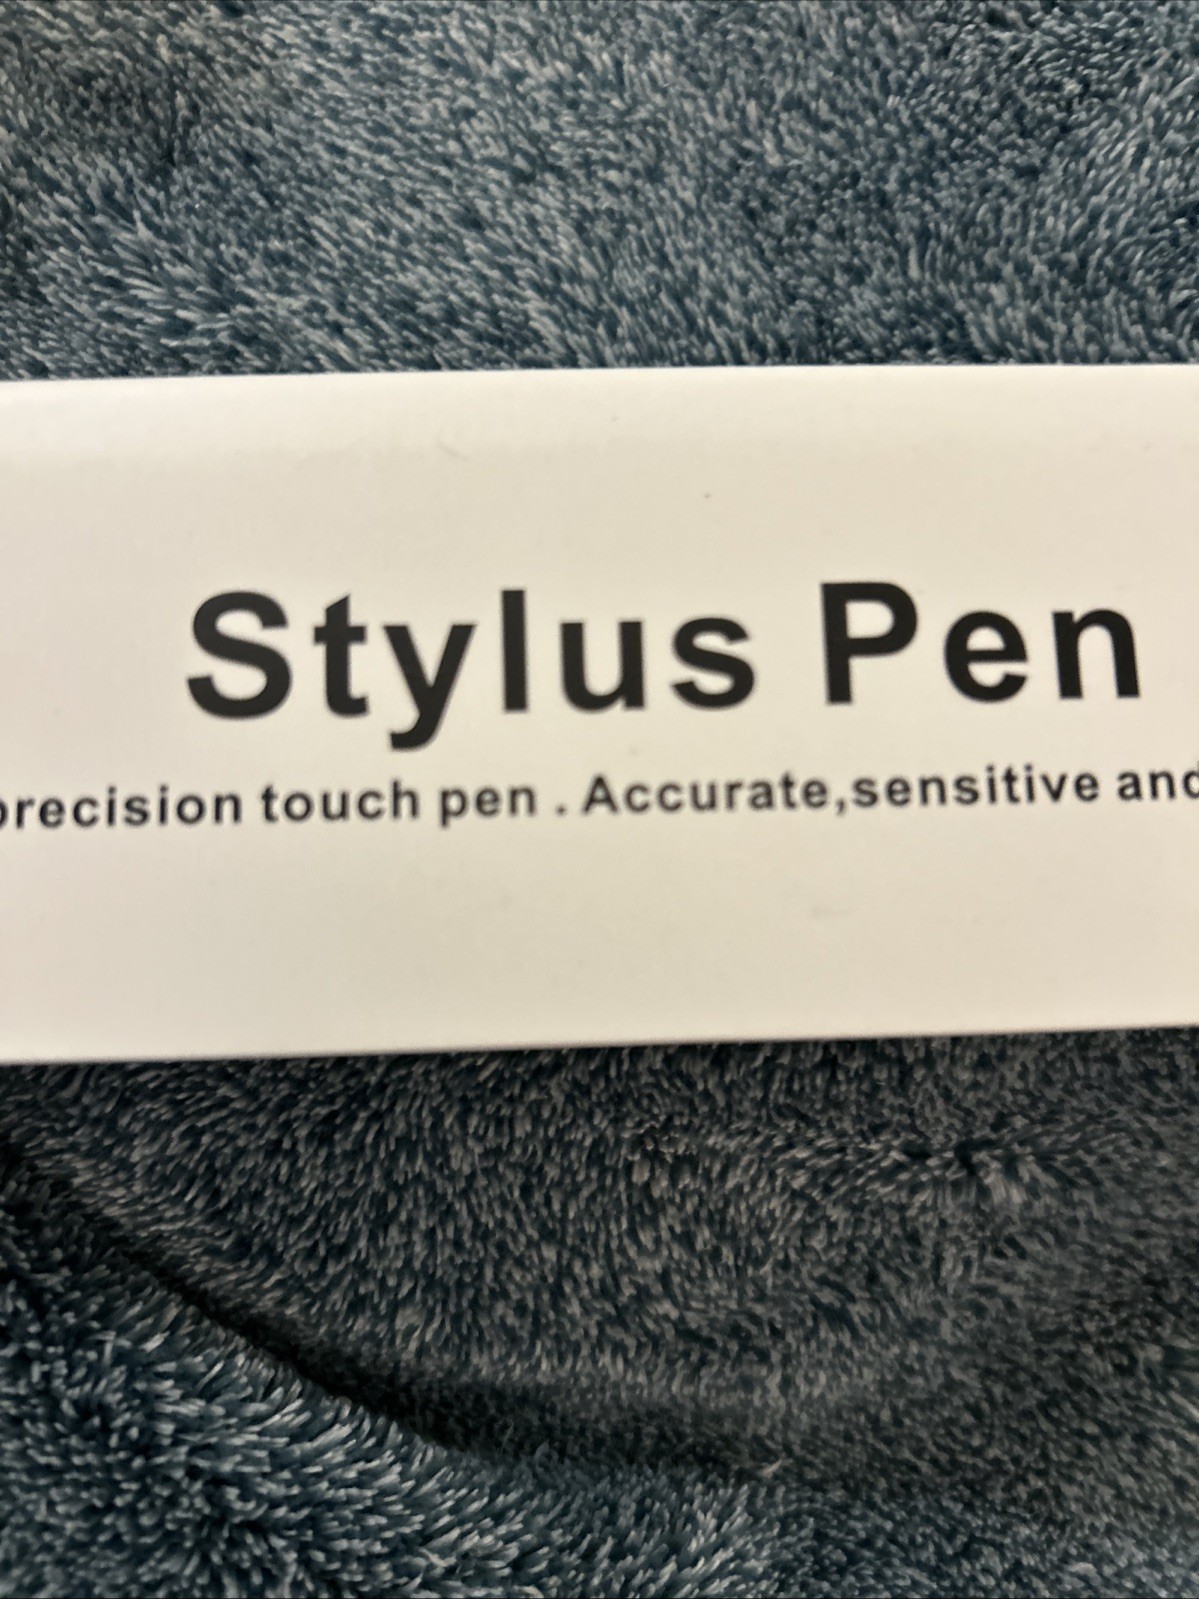 Stylus Pen
precision touch pen . Accurate,sensitive and